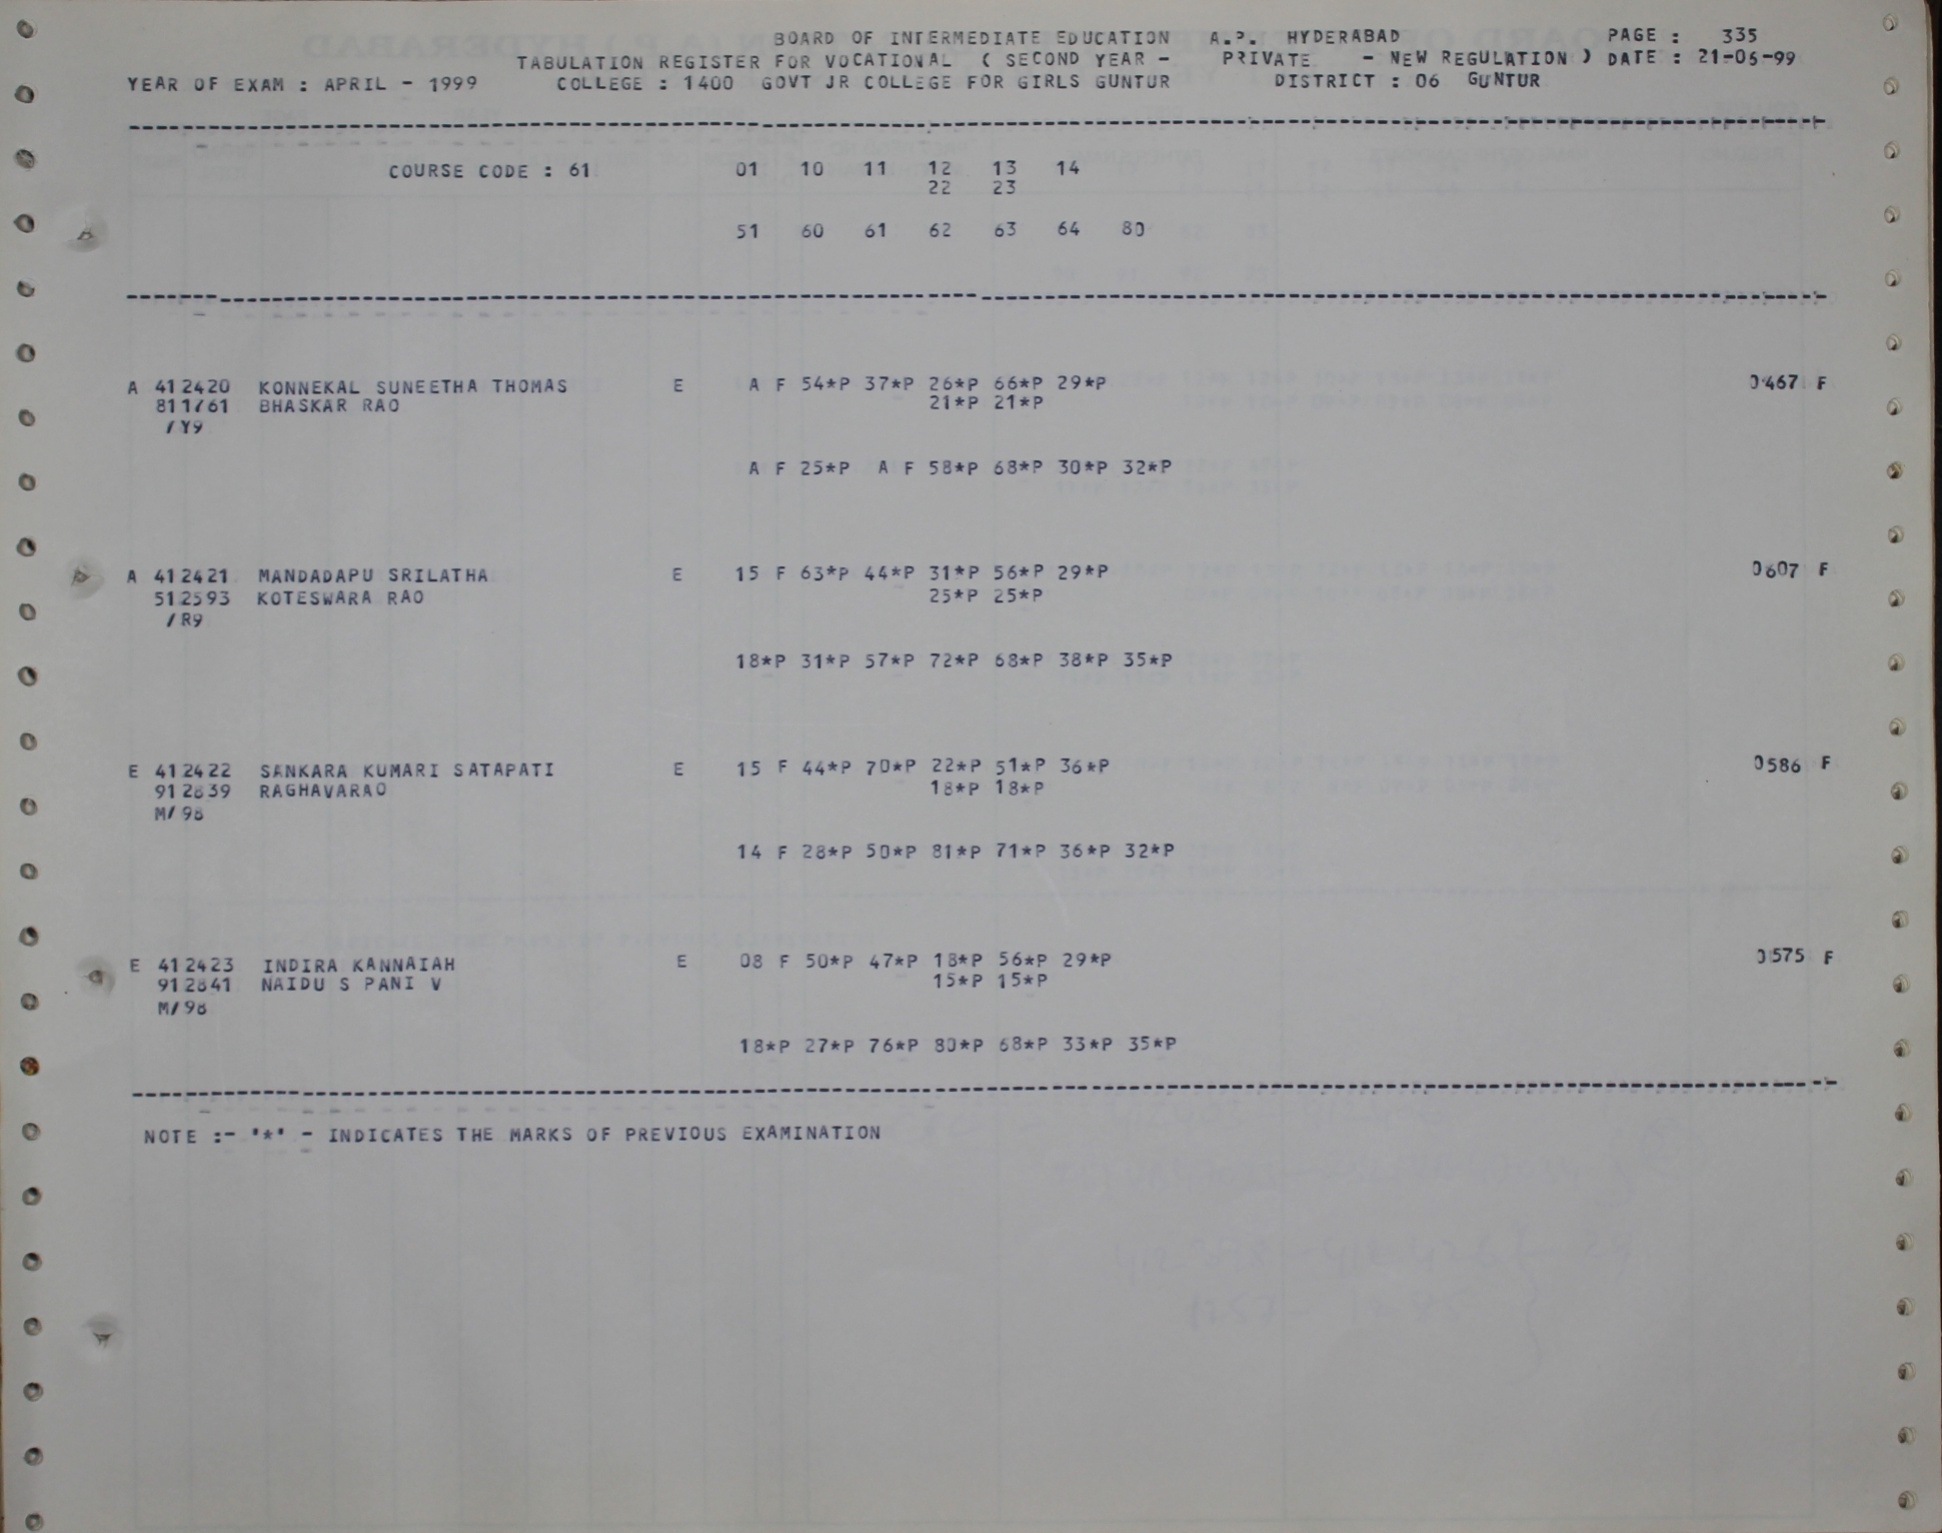 BOARD OF INTERMEDIATE EDUCATION A.P. HYDERABAD PAGE : 335
TABULATION REGISTER FOR VOCATIONAL ( SECOND YEAR - PRIVATE - NEW REGULATION ) DATE : 21-06-99
YEAR OF EXAM : APRIL - 1999 COLLEGE : 1400 GOVT JR COLLEGE FOR GIRLS GUNTUR DISTRICT : 06 GUNTUR
COURSE CODE : 61 01 10 11 12 13 14
22 23
51 60 61 62 63 64 80
A 412420 KONNEKAL SUNEETHA THOMAS E A F 54*P 37*P 26*P 66*P 29*P 0467 F
811761 BHASKAR RAO 21*P 21*P
/Y9
A F 25*P A F 58*P 68*P 30*P 32*P
A 412421 MANDADAPU SRILATHA E 15 F 63*P 44*P 31*P 56*P 29*P 0607 F
512593 KOTESWARA RAO 25*P 25*P
/R9
18*P 31*P 57*P 72*P 68*P 38*P 35*P
E 412422 SANKARA KUMARI SATAPATI E 15 F 44*P 70*P 22*P 51*P 36*P 0586 F
912839 RAGHAVARAO 18*P 18*P
M/98
14 F 28*P 50*P 81*P 71*P 36*P 32*P
E 412423 INDIRA KANNAIAH E 08 F 50*P 47*P 18*P 56*P 29*P 0575 F
912841 NAIDU S PANI V 15*P 15*P
M/98
18*P 27*P 76*P 80*P 68*P 33*P 35*P
NOTE :- '*' - INDICATES THE MARKS OF PREVIOUS EXAMINATION